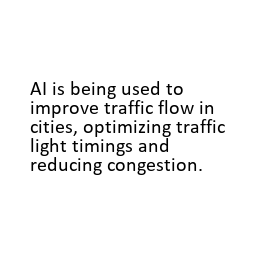 AI is being used to
improve traffic flow in
cities, optimizing traffic
light timings and
reducing congestion.